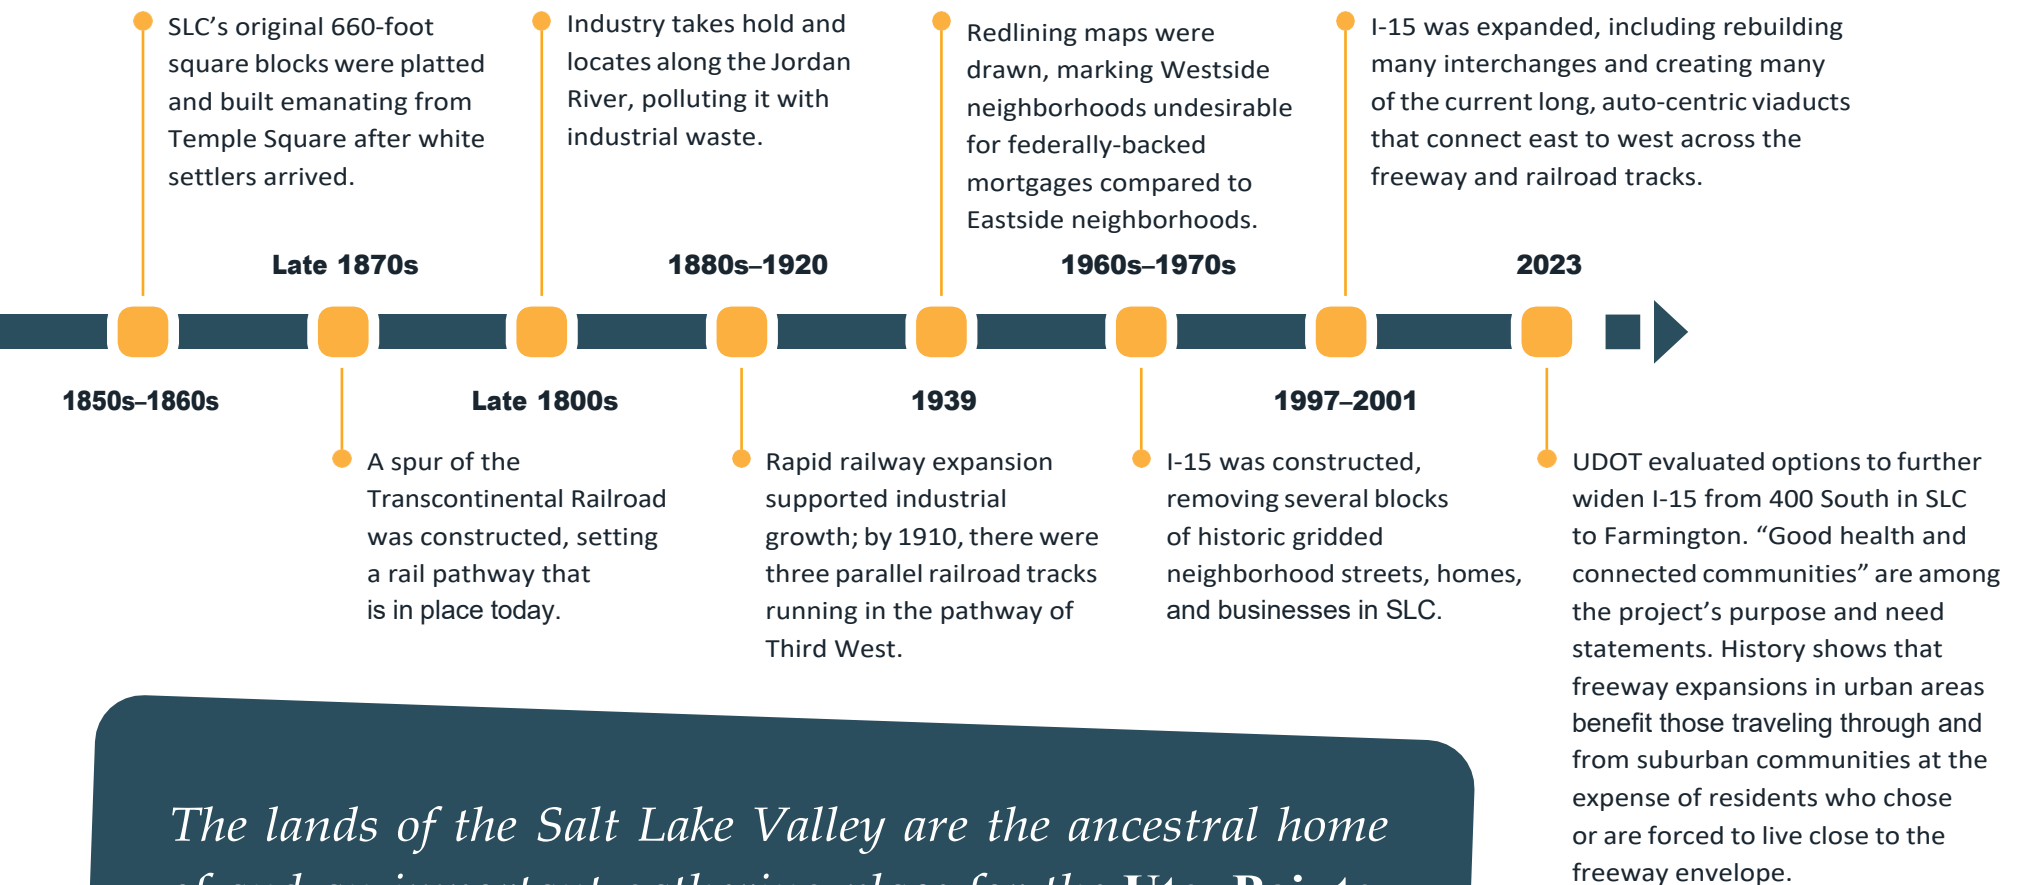 SLC’s original 660-foot
square blocks were platted
and built emanating from
Temple Square after white
settlers arrived.
Industry takes hold and
locates along the Jordan
River, polluting it with
industrial waste.
Redlining maps were
drawn, marking Westside
neighborhoods undesirable
for federally-backed
mortgages compared to
Eastside neighborhoods.
I-15 was expanded, including rebuilding
many interchanges and creating many
of the current long, auto-centric viaducts
that connect east to west across the
freeway and railroad tracks.
Late 1870s
1880s–1920
1960s–1970s
2023
1850s–1860s
Late 1800s
1939
1997–2001
A spur of the
Transcontinental Railroad
was constructed, setting
a rail pathway that
is in place today.
Rapid railway expansion
supported industrial
growth; by 1910, there were
three parallel railroad tracks
running in the pathway of
Third West.
I-15 was constructed,
removing several blocks
of historic gridded
neighborhood streets, homes,
and businesses in SLC.
UDOT evaluated options to further
widen I-15 from 400 South in SLC
to Farmington. “Good health and
connected communities” are among
the project’s purpose and need
statements. History shows that
freeway expansions in urban areas
benefit those traveling through and
from suburban communities at the
expense of residents who chose
or are forced to live close to the
freeway envelope.
The lands of the Salt Lake Valley are the ancestral home
of and an important gathering place for the Ute, Paiute,